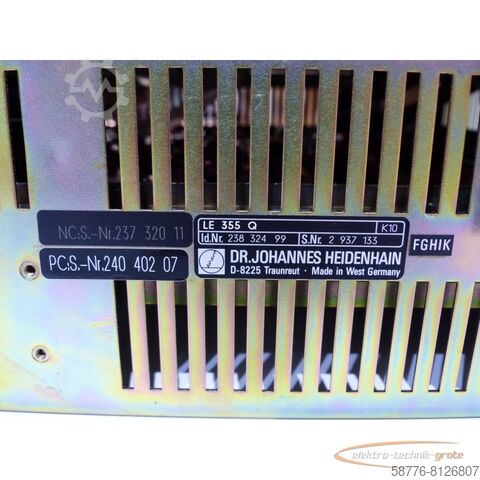 NC.S.-Nr.237 320 11
PC.S.-Nr.240 402 07
LE 355 Q K10
Id.Nr. 238 324 99 S.Nr. 2 937 133
DR.JOHANNES HEIDENHAIN
D-8225 Traunreut · Made in West Germany
FGHIK
elektro-technik-grote
58776-8126807